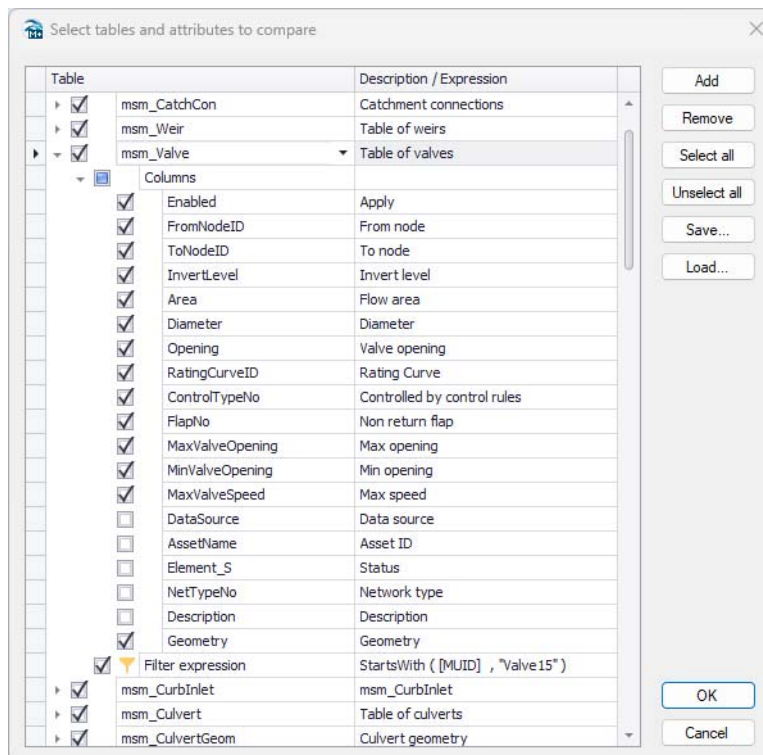 M+ Select tables and attributes to compare
Table Description / Expression
msm_CatchCon Catchment connections
msm_Weir Table of weirs
msm_Valve Table of valves
Columns
Enabled Apply
FromNodeID From node
ToNodeID To node
InvertLevel Invert level
Area Flow area
Diameter Diameter
Opening Valve opening
RatingCurveID Rating Curve
ControlTypeNo Controlled by control rules
FlapNo Non return flap
MaxValveOpening Max opening
MinValveOpening Min opening
MaxValveSpeed Max speed
DataSource Data source
AssetName Asset ID
Element_S Status
NetTypeNo Network type
Description Description
Geometry Geometry
Filter expression StartsWith ( [MUID] , "Valve15" )
msm_CurbInlet msm_CurbInlet
msm_Culvert Table of culverts
msm_CulvertGeom Culvert geometry
Add
Remove
Select all
Unselect all
Save...
Load...
OK
Cancel